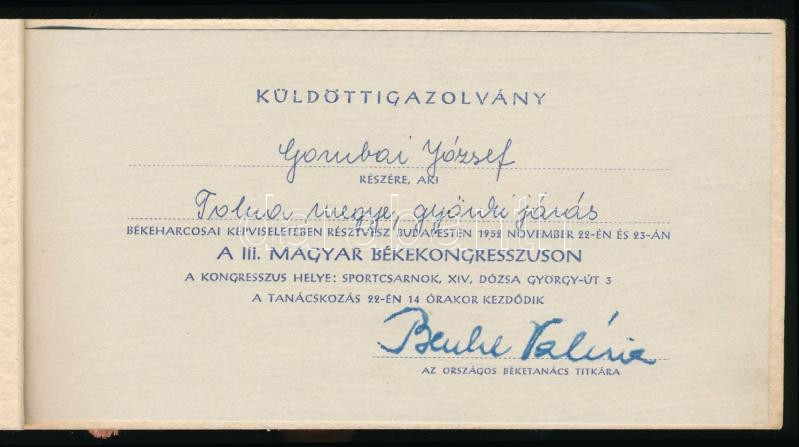 KÜLDÖTTIGAZOLVÁNY
Gombai József
RÉSZÉRE, AKI
Tolna megye, gyönki járás
BÉKEHARCOSAI KÉPVISELETÉBEN RÉSZTVESZ BUDAPESTEN 1952 NOVEMBER 22-ÉN ÉS 23-ÁN
A III. MAGYAR BÉKEKONGRESSZUSON
A KONGRESSZUS HELYE: SPORTCSARNOK, XIV, DÓZSA GYÖRGY-ÚT 3
A TANÁCSKOZÁS 22-ÉN 14 ÓRAKOR KEZDŐDIK
Benke Valéria
AZ ORSZÁGOS BÉKETANÁCS TITKÁRA